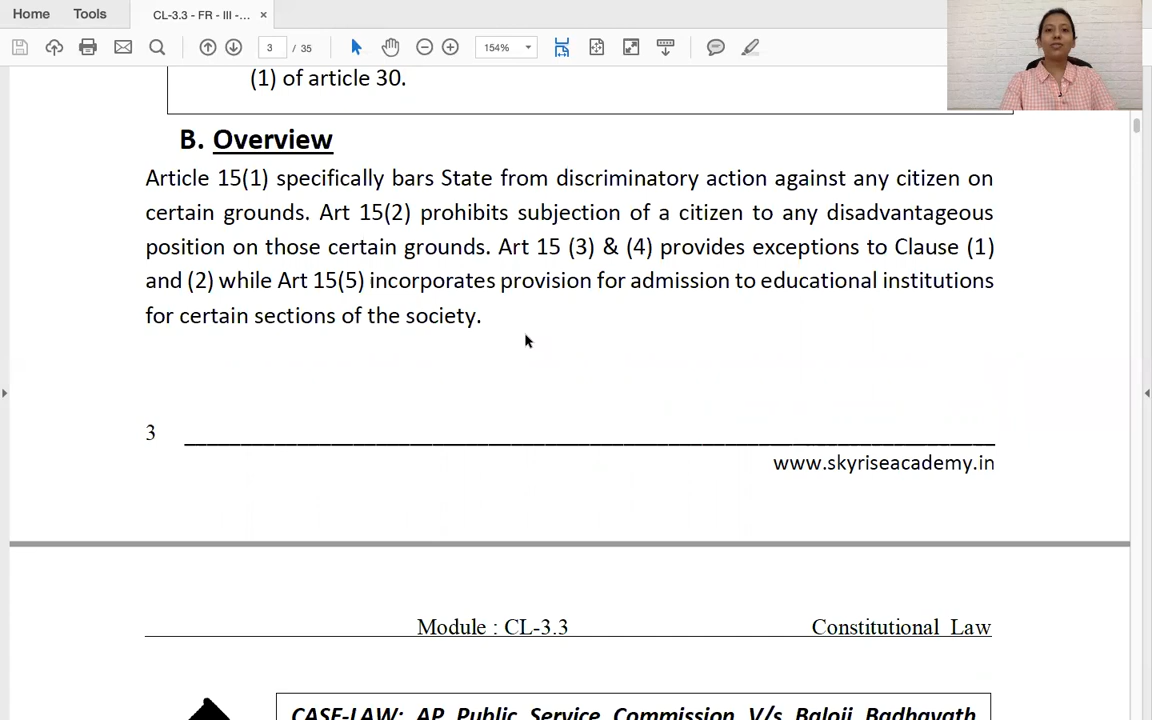 Home Tools CL-3.3 - FR - III -... ×
3 / 35 154%
(1) of article 30.
B. Overview
Article 15(1) specifically bars State from discriminatory action against any citizen on
certain grounds. Art 15(2) prohibits subjection of a citizen to any disadvantageous
position on those certain grounds. Art 15 (3) & (4) provides exceptions to Clause (1)
and (2) while Art 15(5) incorporates provision for admission to educational institutions
for certain sections of the society.
3
www.skyriseacademy.in
Module : CL-3.3 Constitutional Law
CASE-LAW: AP Public Service Commission V/s Baloji Badhavath